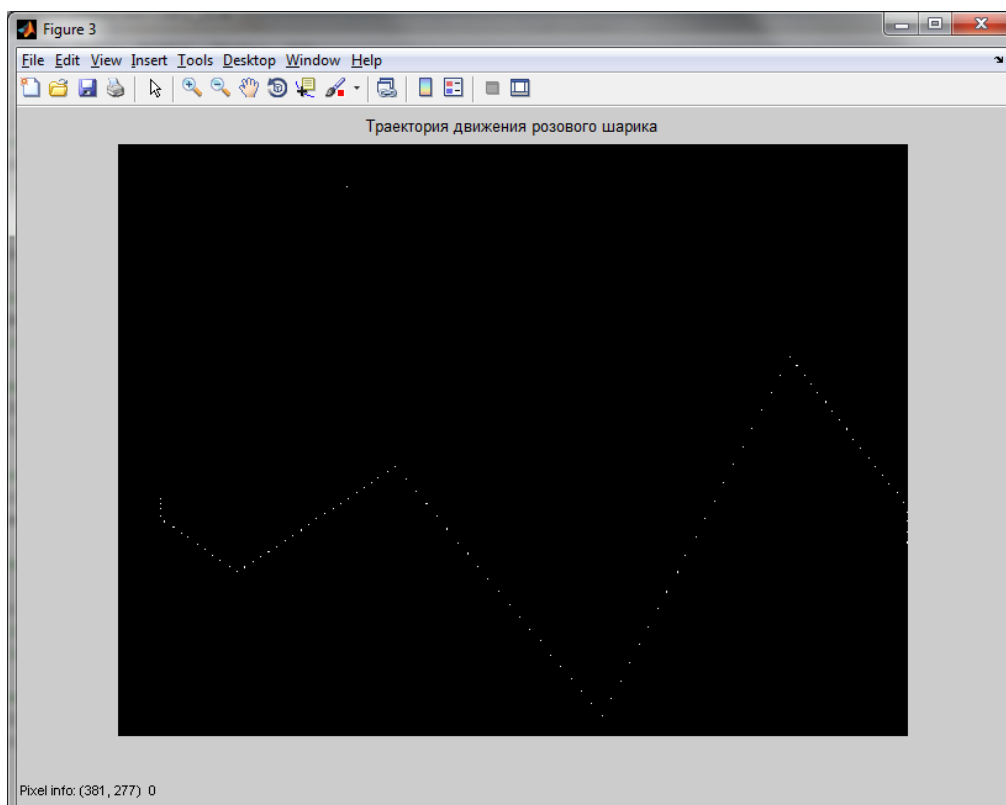 Figure 3
File Edit View Insert Tools Desktop Window Help
Траектория движения розового шарика
Pixel info: (381, 277) 0